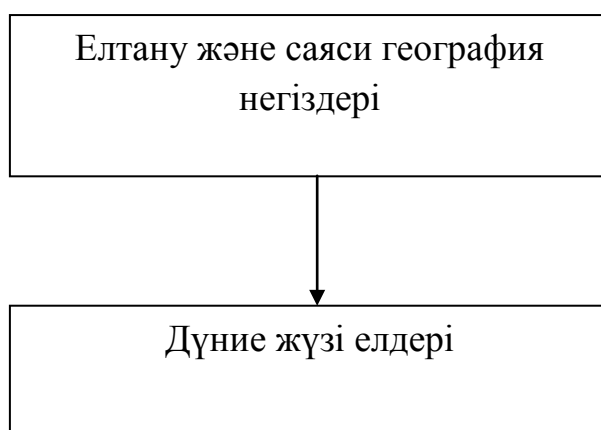 Елтану және саяси география
негіздері
Дүние жүзі елдері